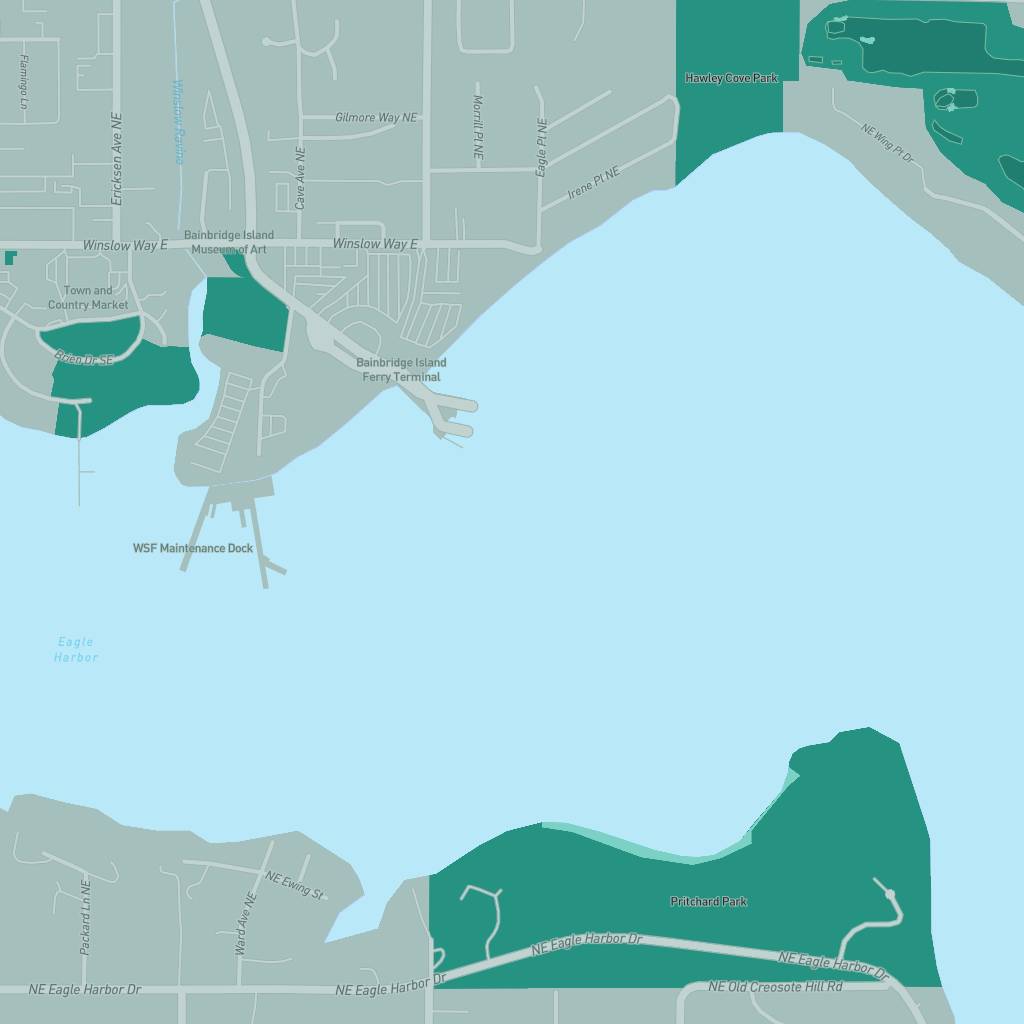 Flamingo Ln
Ericksen Ave NE
Winslow Ravine
Gilmore Way NE
Cave Ave NE
Morrill Pl NE
Eagle Pl NE
Irene Pl NE
Hawley Cove Park
NE Wing Pt Dr
Winslow Way E
Bainbridge Island
Museum of Art
Winslow Way E
Town and
Country Market
Brien Dr SE
Bainbridge Island
Ferry Terminal
WSF Maintenance Dock
Eagle
Harbor
Packard Ln NE
Ward Ave NE
NE Ewing St
Pritchard Park
NE Eagle Harbor Dr
NE Eagle Harbor Dr
NE Eagle Harbor Dr
NE Eagle Harbor Dr
NE Old Creosote Hill Rd